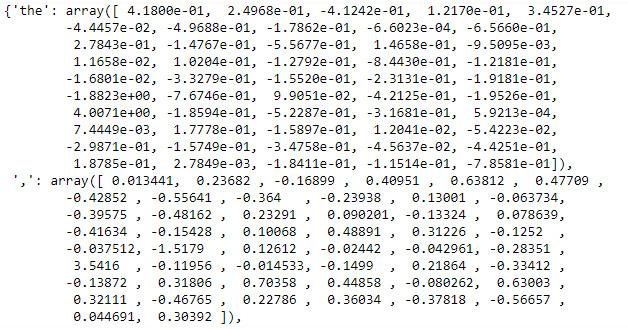 {'the': array([ 4.1800e-01,  2.4968e-01, -4.1242e-01,  1.2170e-01,  3.4527e-01,
       -4.4457e-02, -4.9688e-01, -1.7862e-01, -6.6023e-04, -6.5660e-01,
        2.7843e-01, -1.4767e-01, -5.5677e-01,  1.4658e-01, -9.5095e-03,
        1.1658e-02,  1.0204e-01, -1.2792e-01, -8.4430e-01, -1.2181e-01,
       -1.6801e-02, -3.3279e-01, -1.5520e-01, -2.3131e-01, -1.9181e-01,
       -1.8823e+00, -7.6746e-01,  9.9051e-02, -4.2125e-01, -1.9526e-01,
        4.0071e+00, -1.8594e-01, -5.2287e-01, -3.1681e-01,  5.9213e-04,
        7.4449e-03,  1.7778e-01, -1.5897e-01,  1.2041e-02, -5.4223e-02,
       -2.9871e-01, -1.5749e-01, -3.4758e-01, -4.5637e-02, -4.4251e-01,
        1.8785e-01,  2.7849e-03, -1.8411e-01, -1.1514e-01, -7.8581e-01]),
 ',': array([ 0.013441,  0.23682 , -0.16899 ,  0.40951 ,  0.63812 ,  0.47709 ,
       -0.42852 , -0.55641 , -0.364   , -0.23938 ,  0.13001 , -0.063734,
       -0.39575 , -0.48162 ,  0.23291 ,  0.090201, -0.13324 ,  0.078639,
       -0.41634 , -0.15428 ,  0.10068 ,  0.48891 ,  0.31226 , -0.1252  ,
       -0.037512, -1.5179  ,  0.12612 , -0.02442 , -0.042961, -0.28351 ,
        3.5416  , -0.11956 , -0.014533, -0.1499  ,  0.21864 , -0.33412 ,
       -0.13872 ,  0.31806 ,  0.70358 ,  0.44858 , -0.080262,  0.63003 ,
        0.32111 , -0.46765 ,  0.22786 ,  0.36034 , -0.37818 , -0.56657 ,
        0.044691,  0.30392 ]),